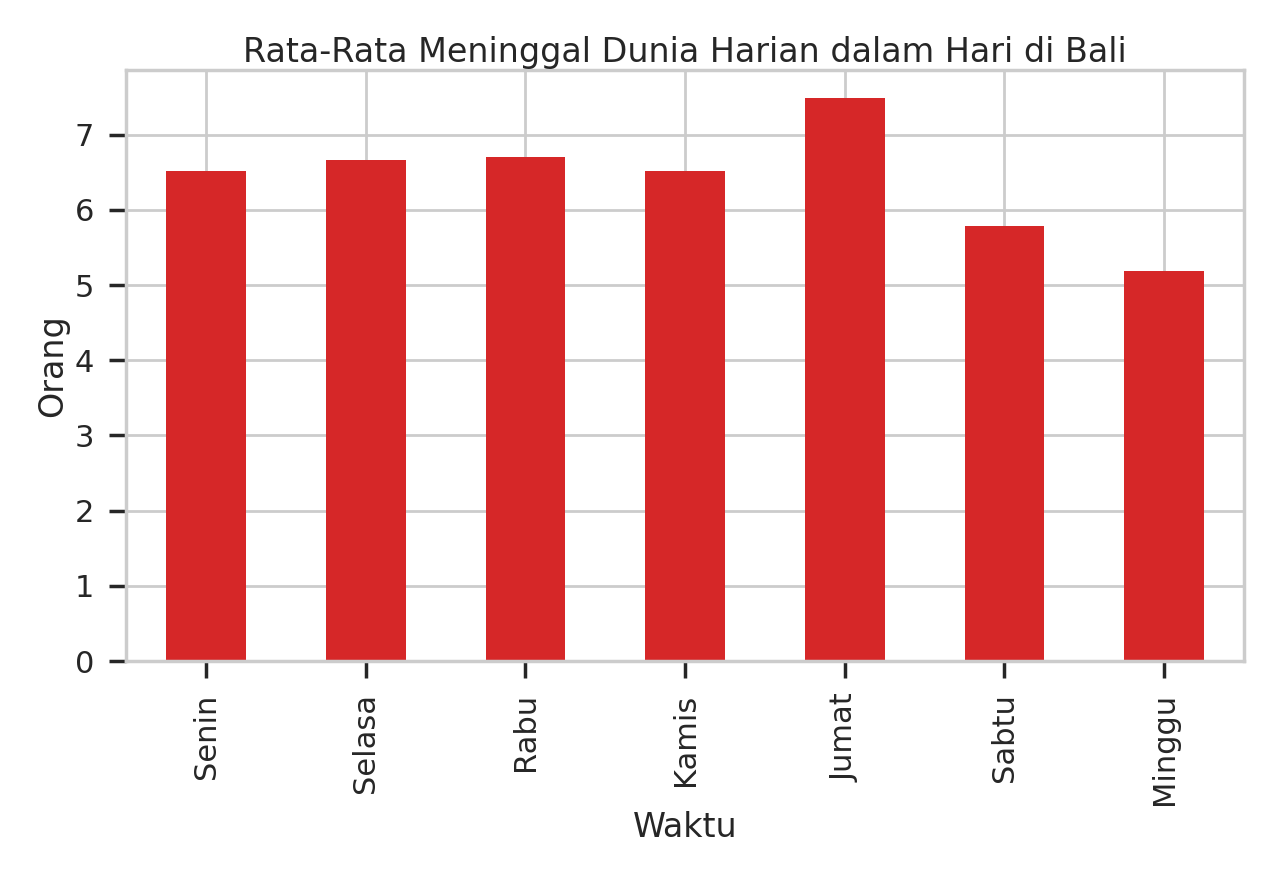 Rata-Rata Meninggal Dunia Harian dalam Hari di Bali
Orang
7
6
5
4
3
2
1
0
Senin
Selasa
Rabu
Kamis
Jumat
Sabtu
Minggu
Waktu